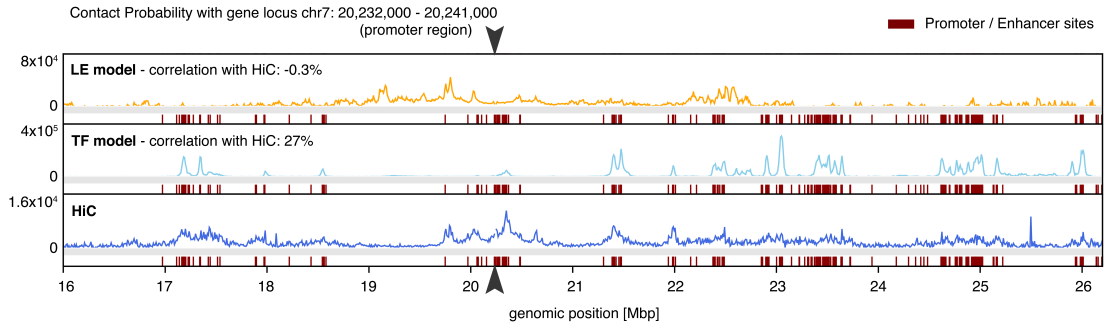 Contact Probability with gene locus chr7: 20,232,000 - 20,241,000
(promoter region)
Promoter / Enhancer sites
8x10⁴
LE model - correlation with HiC: -0.3%
0
4x10⁵
TF model - correlation with HiC: 27%
0
1.6x10⁴
HiC
0
16 17 18 19 20 21 22 23 24 25 26
genomic position [Mbp]